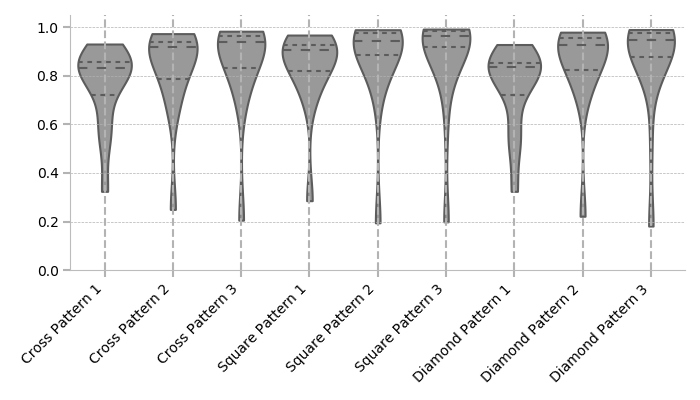 1.0
0.8
0.6
0.4
0.2
0.0
Cross Pattern 1
Cross Pattern 2
Cross Pattern 3
Square Pattern 1
Square Pattern 2
Square Pattern 3
Diamond Pattern 1
Diamond Pattern 2
Diamond Pattern 3